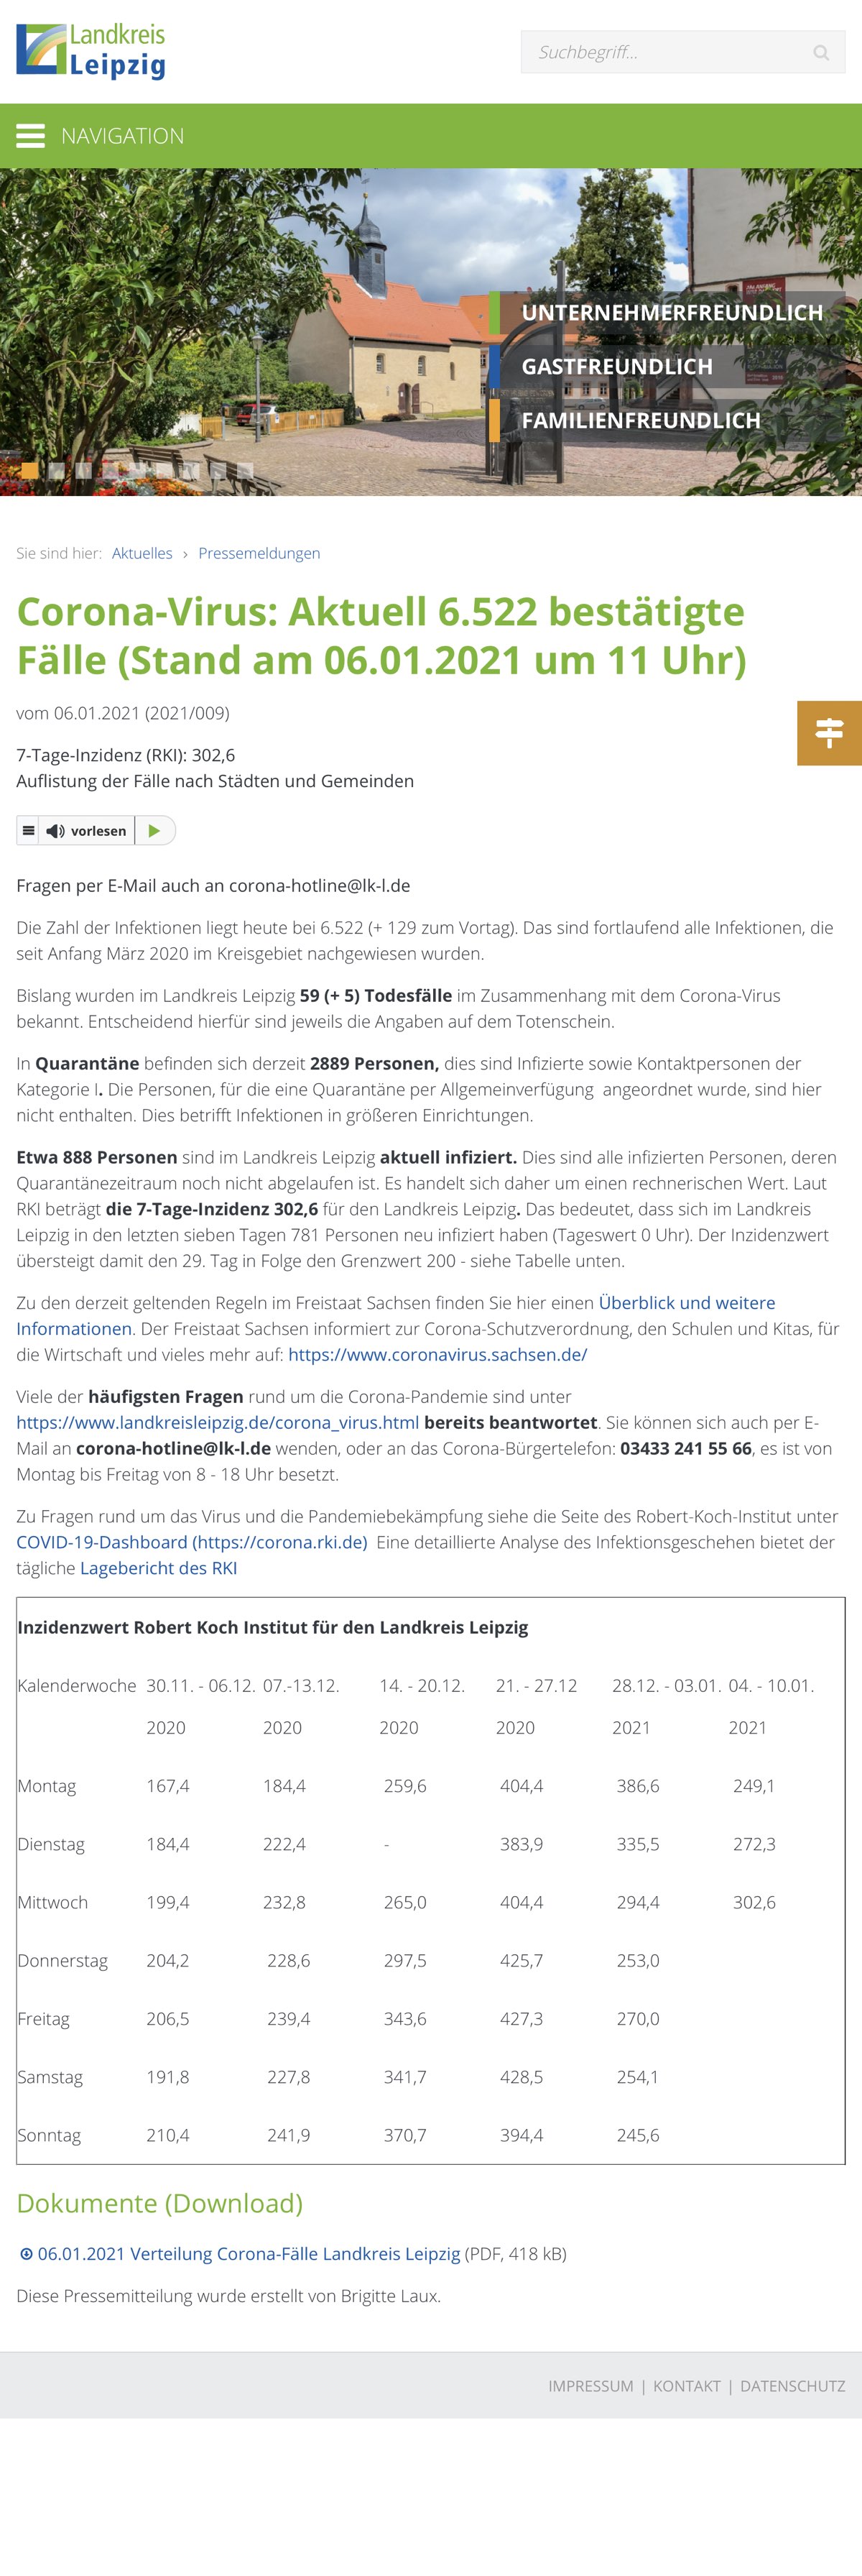 Landkreis
Leipzig
Suchbegriff...
NAVIGATION
UNTERNEHMERFREUNDLICH
GASTFREUNDLICH
FAMILIENFREUNDLICH
Sie sind hier: Aktuelles › Pressemeldungen
Corona-Virus: Aktuell 6.522 bestätigte
Fälle (Stand am 06.01.2021 um 11 Uhr)
vom 06.01.2021 (2021/009)
7-Tage-Inzidenz (RKI): 302,6
Auflistung der Fälle nach Städten und Gemeinden
vorlesen
Fragen per E-Mail auch an corona-hotline@lk-l.de
Die Zahl der Infektionen liegt heute bei 6.522 (+ 129 zum Vortag). Das sind fortlaufend alle Infektionen, die
seit Anfang März 2020 im Kreisgebiet nachgewiesen wurden.
Bislang wurden im Landkreis Leipzig 59 (+ 5) Todesfälle im Zusammenhang mit dem Corona-Virus
bekannt. Entscheidend hierfür sind jeweils die Angaben auf dem Totenschein.
In Quarantäne befinden sich derzeit 2889 Personen, dies sind Infizierte sowie Kontaktpersonen der
Kategorie I. Die Personen, für die eine Quarantäne per Allgemeinverfügung angeordnet wurde, sind hier
nicht enthalten. Dies betrifft Infektionen in größeren Einrichtungen.
Etwa 888 Personen sind im Landkreis Leipzig aktuell infiziert. Dies sind alle infizierten Personen, deren
Quarantänezeitraum noch nicht abgelaufen ist. Es handelt sich daher um einen rechnerischen Wert. Laut
RKI beträgt die 7-Tage-Inzidenz 302,6 für den Landkreis Leipzig. Das bedeutet, dass sich im Landkreis
Leipzig in den letzten sieben Tagen 781 Personen neu infiziert haben (Tageswert 0 Uhr). Der Inzidenzwert
übersteigt damit den 29. Tag in Folge den Grenzwert 200 - siehe Tabelle unten.
Zu den derzeit geltenden Regeln im Freistaat Sachsen finden Sie hier einen Überblick und weitere
Informationen. Der Freistaat Sachsen informiert zur Corona-Schutzverordnung, den Schulen und Kitas, für
die Wirtschaft und vieles mehr auf: https://www.coronavirus.sachsen.de/
Viele der häufigsten Fragen rund um die Corona-Pandemie sind unter
https://www.landkreisleipzig.de/corona_virus.html bereits beantwortet. Sie können sich auch per E-
Mail an corona-hotline@lk-l.de wenden, oder an das Corona-Bürgertelefon: 03433 241 55 66, es ist von
Montag bis Freitag von 8 - 18 Uhr besetzt.
Zu Fragen rund um das Virus und die Pandemiebekämpfung siehe die Seite des Robert-Koch-Institut unter
COVID-19-Dashboard (https://corona.rki.de) Eine detaillierte Analyse des Infektionsgeschehen bietet der
tägliche Lagebericht des RKI
Inzidenzwert Robert Koch Institut für den Landkreis Leipzig
Kalenderwoche 30.11. - 06.12. 07.-13.12. 14. - 20.12. 21. - 27.12 28.12. - 03.01. 04. - 10.01.
2020 2020 2020 2020 2021 2021
Montag 167,4 184,4 259,6 404,4 386,6 249,1
Dienstag 184,4 222,4 - 383,9 335,5 272,3
Mittwoch 199,4 232,8 265,0 404,4 294,4 302,6
Donnerstag 204,2 228,6 297,5 425,7 253,0
Freitag 206,5 239,4 343,6 427,3 270,0
Samstag 191,8 227,8 341,7 428,5 254,1
Sonntag 210,4 241,9 370,7 394,4 245,6
Dokumente (Download)
06.01.2021 Verteilung Corona-Fälle Landkreis Leipzig (PDF, 418 kB)
Diese Pressemitteilung wurde erstellt von Brigitte Laux.
IMPRESSUM | KONTAKT | DATENSCHUTZ